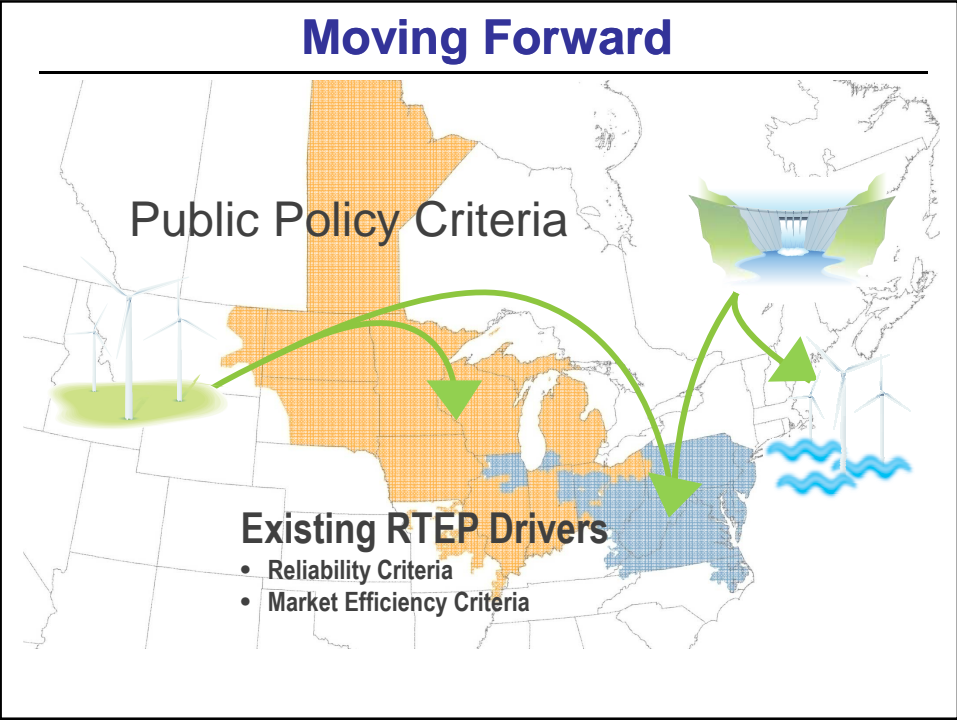 Moving Forward
Public Policy Criteria
Existing RTEP Drivers
• Reliability Criteria
• Market Efficiency Criteria